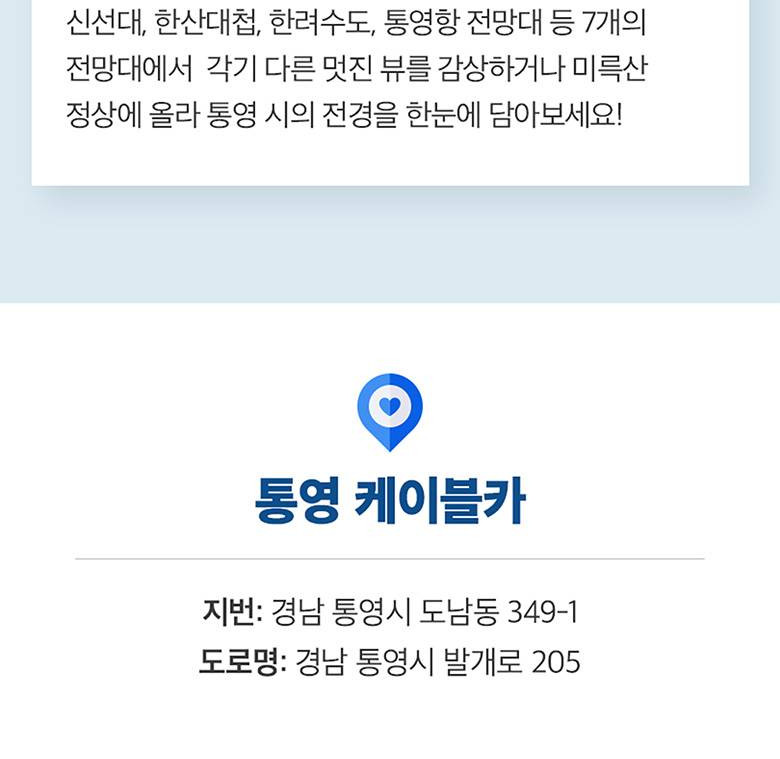 신선대, 한산대첩, 한려수도, 통영항 전망대 등 7개의
전망대에서  각기 다른 멋진 뷰를 감상하거나 미륵산
정상에 올라 통영 시의 전경을 한눈에 담아보세요!
통영 케이블카
지번: 경남 통영시 도남동 349-1
도로명: 경남 통영시 발개로 205